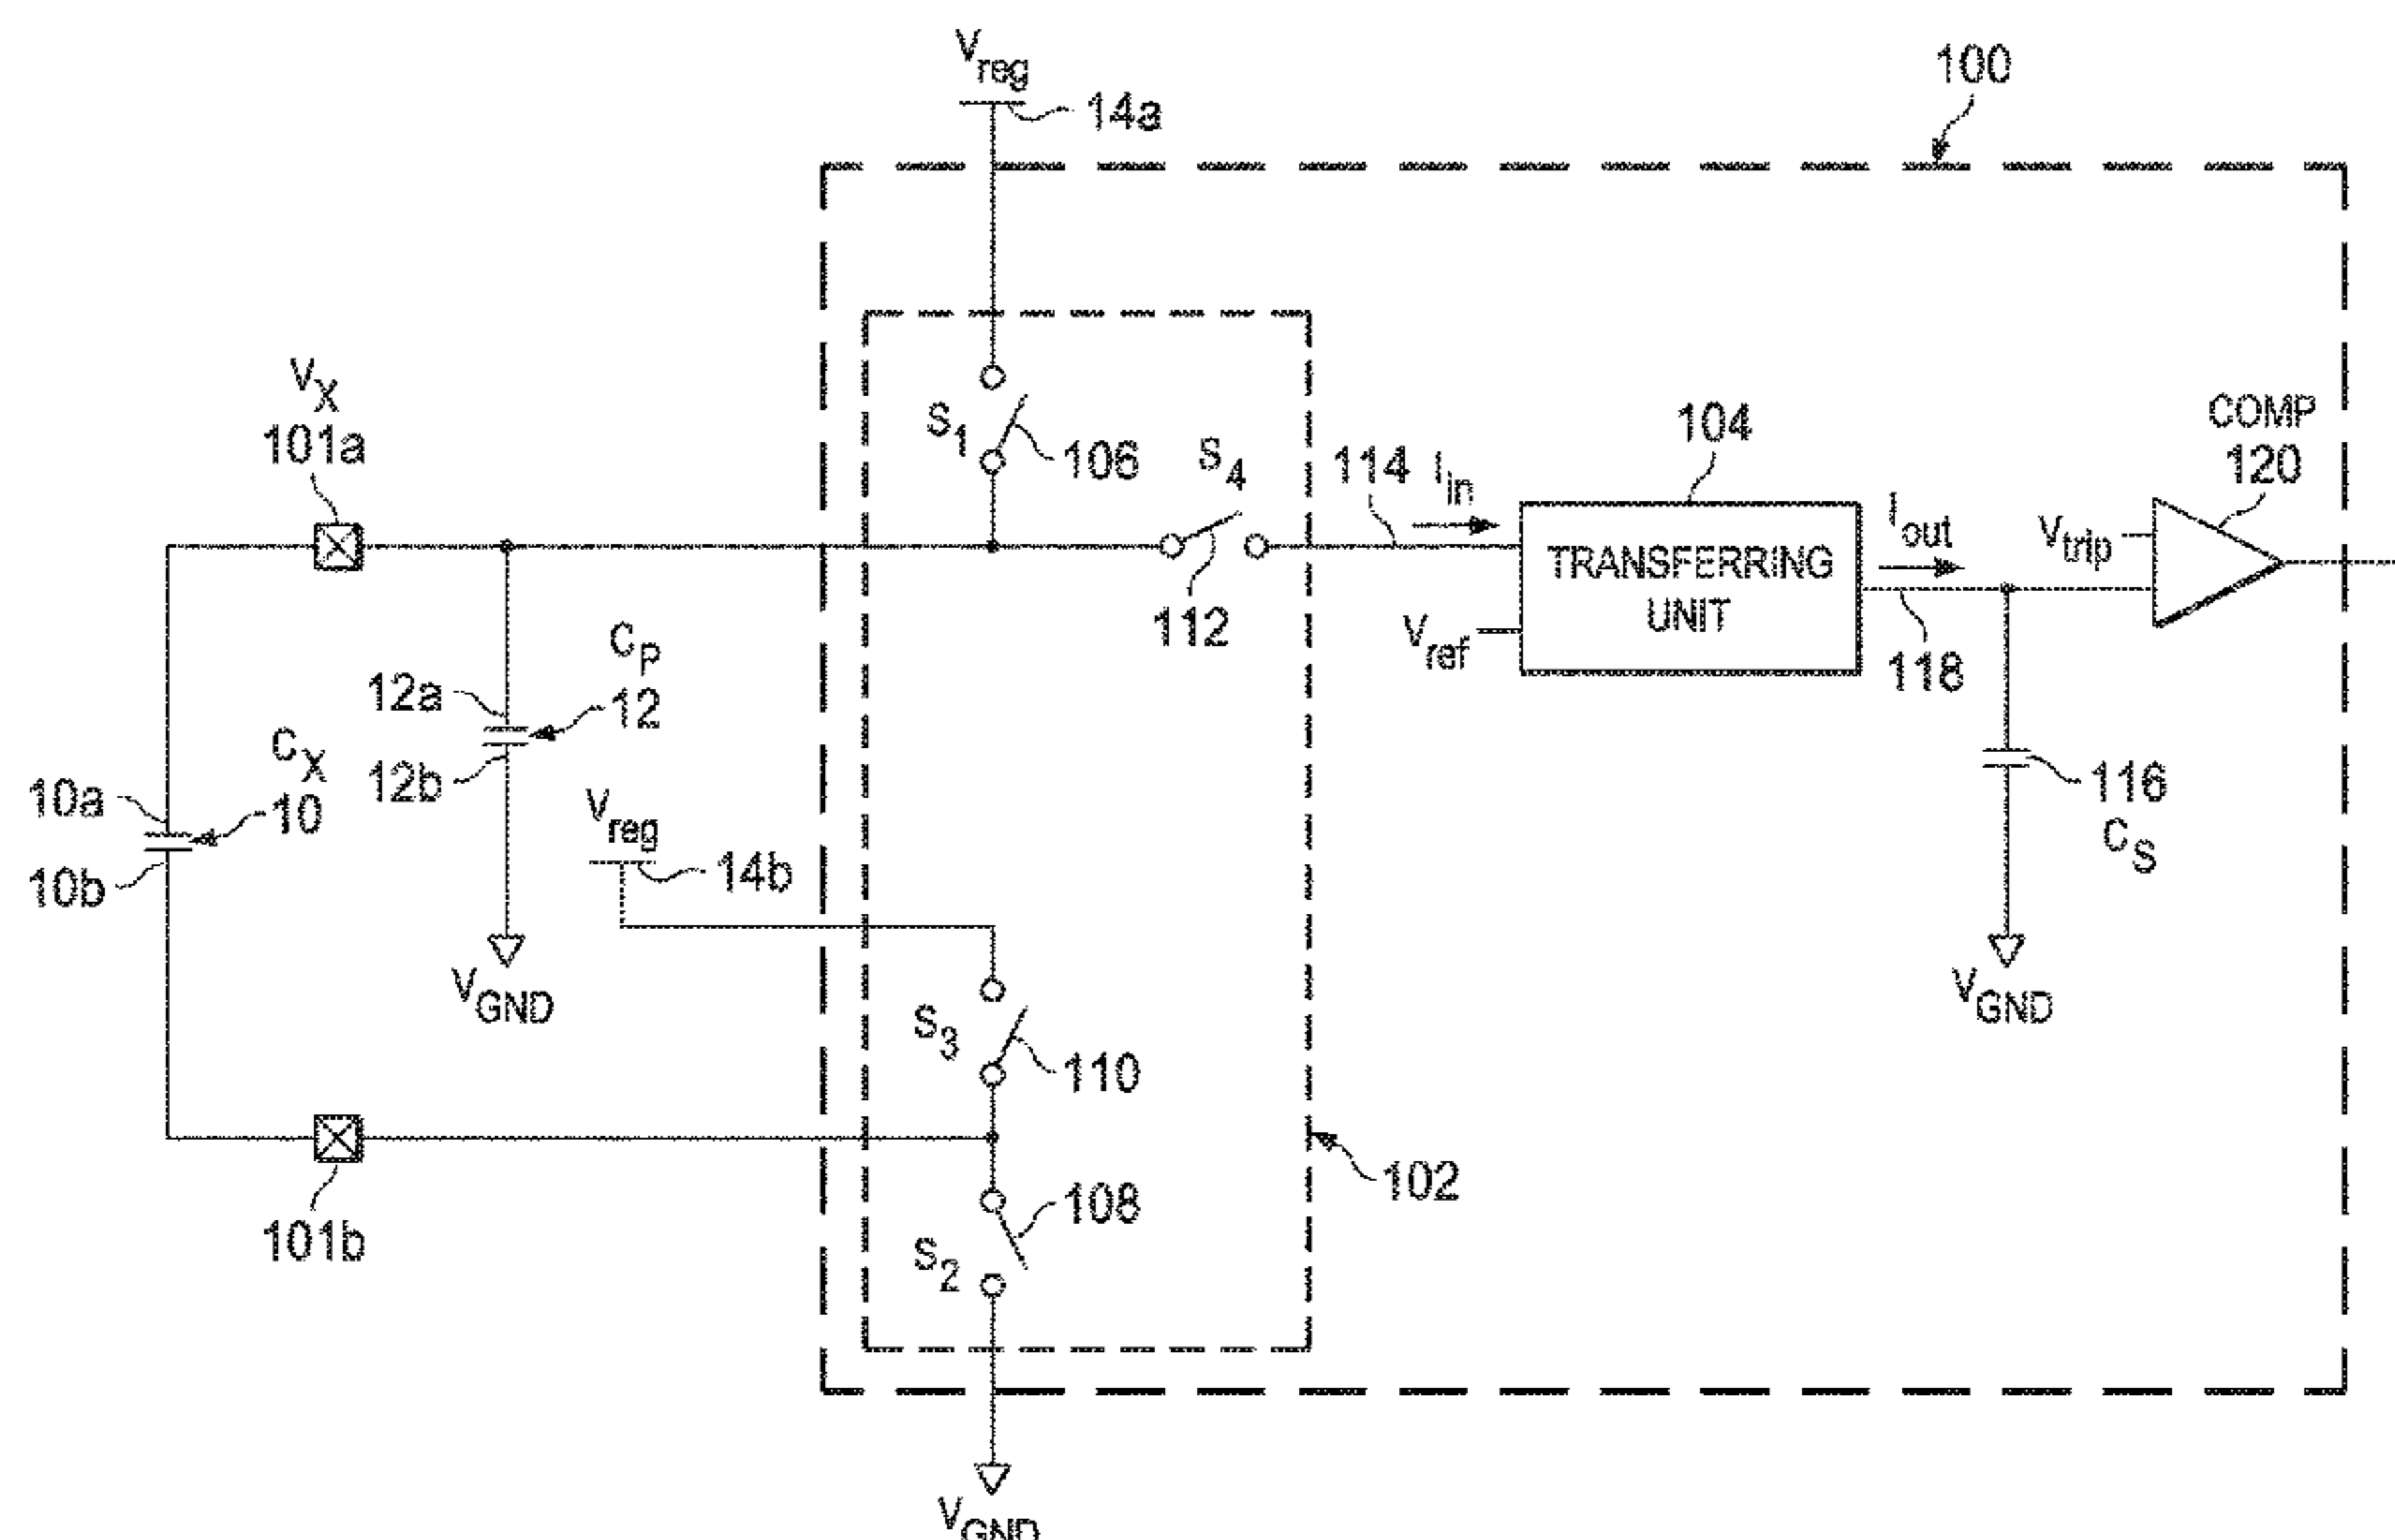 Vreg
14a
100
VX
101a
S1
106
S4
112
114
Iin
104
TRANSFERRING
UNIT
Vref
Iout
118
Vtrip
COMP
120
CP
12a
12
12b
CX
10a
10
10b
VGND
Vreg
14b
116
CS
VGND
S3
110
101b
108
S2
102
VGND